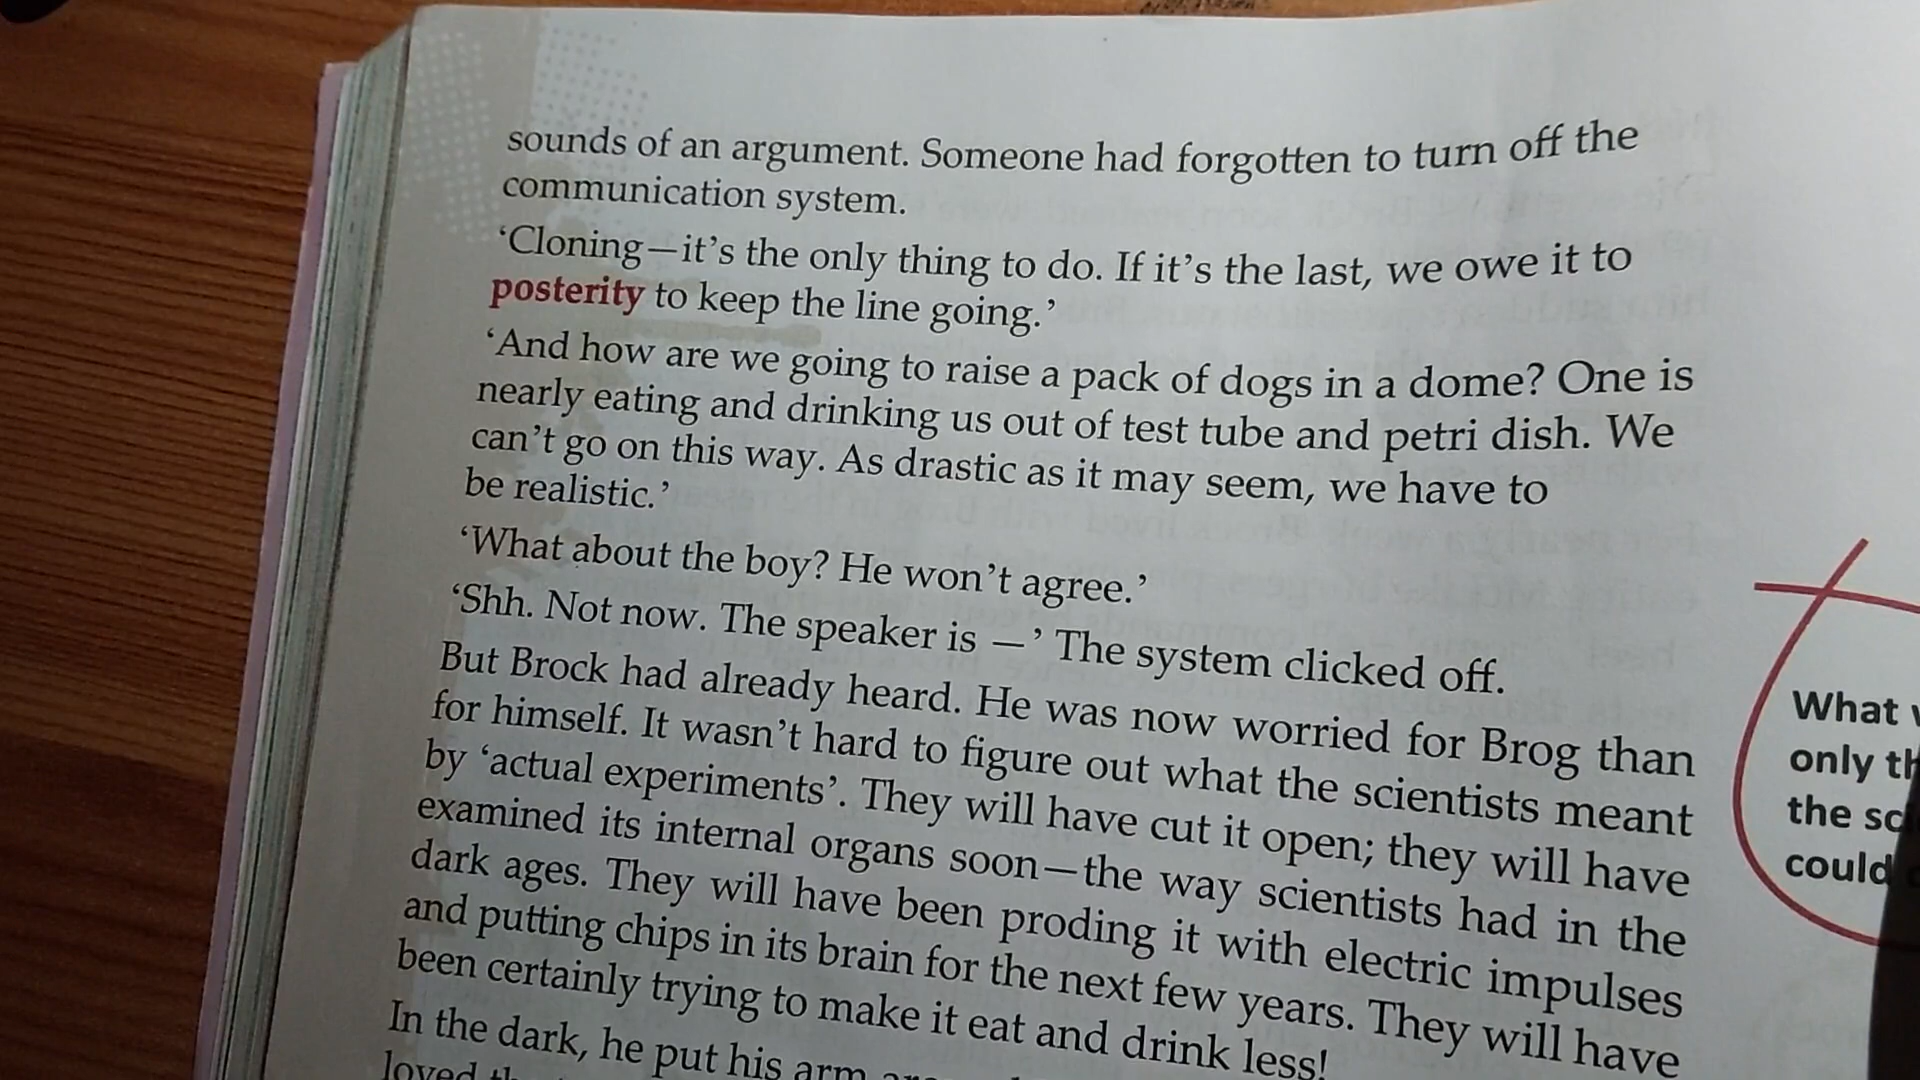 sounds of an argument. Someone had forgotten to turn off the
communication system.
‘Cloning—it’s the only thing to do. If it’s the last, we owe it to
posterity to keep the line going.’
‘And how are we going to raise a pack of dogs in a dome? One is
nearly eating and drinking us out of test tube and petri dish. We
can’t go on this way. As drastic as it may seem, we have to
be realistic.’
‘What about the boy? He won’t agree.’
‘Shh. Not now. The speaker is —’ The system clicked off.
But Brock had already heard. He was now worried for Brog than
for himself. It wasn’t hard to figure out what the scientists meant
by ‘actual experiments’. They will have cut it open; they will have
examined its internal organs soon—the way scientists had in the
dark ages. They will have been proding it with electric impulses
and putting chips in its brain for the next few years. They will have
been certainly trying to make it eat and drink less!
In the dark, he put his arm
loved
What
only
the
could